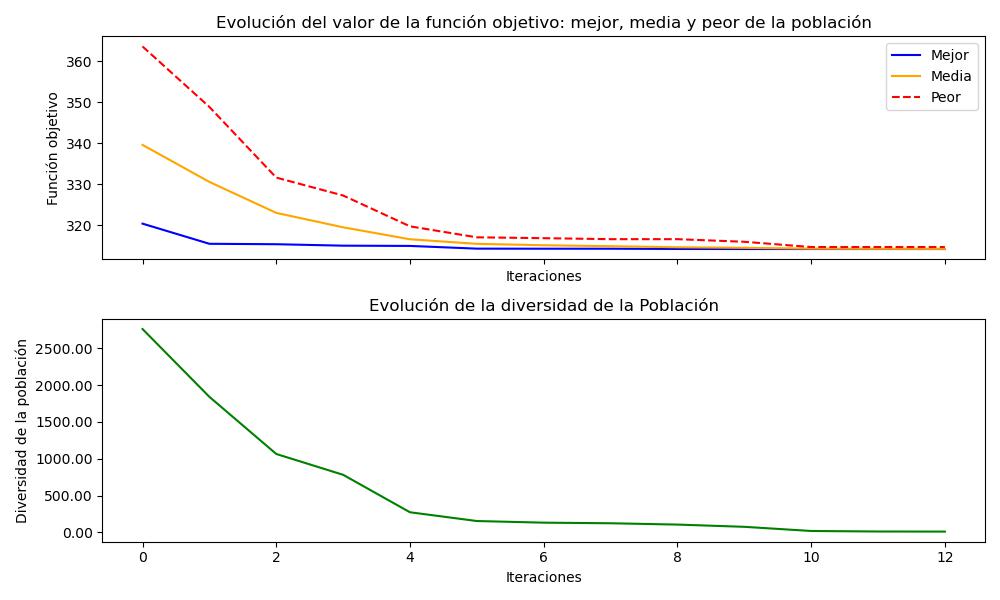 Evolución del valor de la función objetivo: mejor, media y peor de la población
360
350
340
330
320
Función objetivo
Mejor
Media
Peor
Iteraciones
Evolución de la diversidad de la Población
2500.00
2000.00
1500.00
1000.00
500.00
0.00
Diversidad de la población
0 2 4 6 8 10 12
Iteraciones